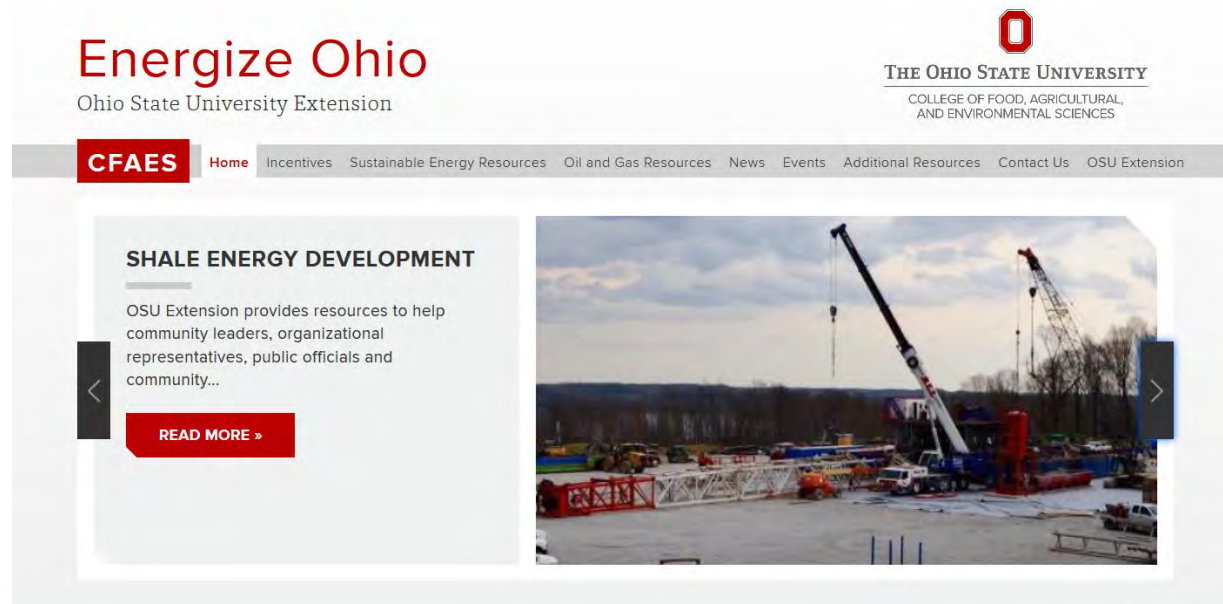 Energize Ohio
Ohio State University Extension
THE OHIO STATE UNIVERSITY
COLLEGE OF FOOD, AGRICULTURAL,
AND ENVIRONMENTAL SCIENCES
CFAES Home Incentives Sustainable Energy Resources Oil and Gas Resources News Events Additional Resources Contact Us OSU Extension
SHALE ENERGY DEVELOPMENT
OSU Extension provides resources to help
community leaders, organizational
representatives, public officials and
community...
READ MORE »